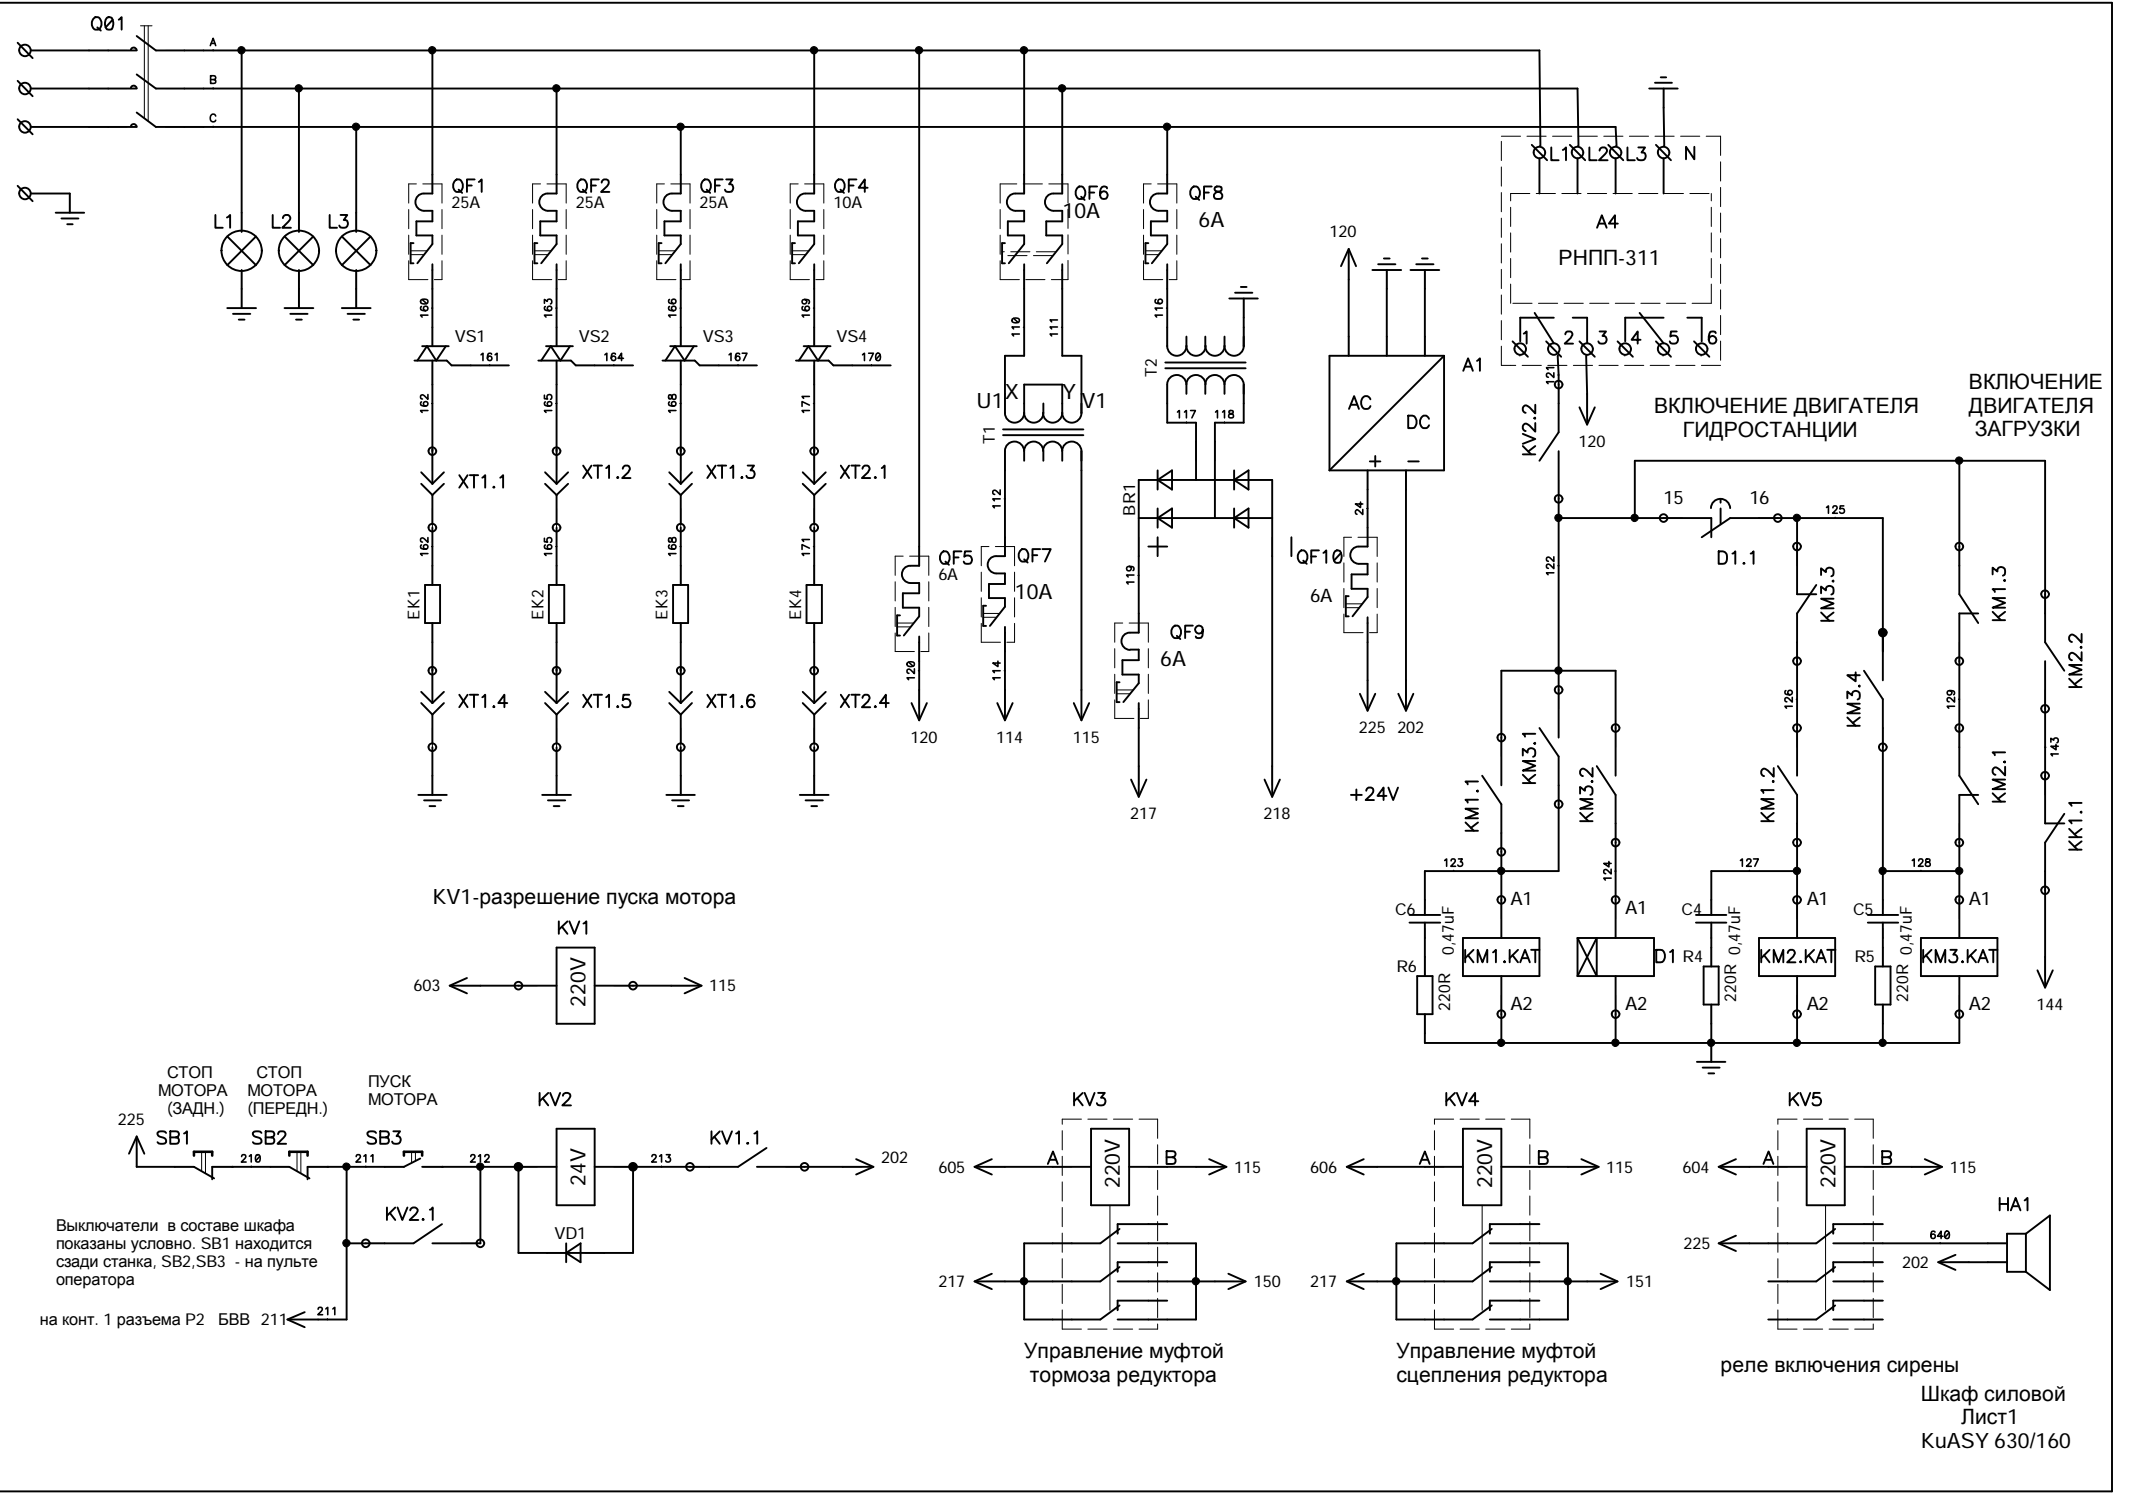 Q01
A
B
C
L1
L2
L3
QF1
25A
QF2
25A
QF3
25A
QF4
10A
QF6
10A
QF8
6A
L1
L2
L3
N
A4
РНПП-311
1
2
3
4
5
6
160
163
166
169
110
111
116
VS1
161
VS2
164
VS3
167
VS4
170
162
165
168
171
U1
X
Y
V1
T1
T2
117
118
120
A1
AC
DC
+
−
121
KV2.2
120
ВКЛЮЧЕНИЕ ДВИГАТЕЛЯ
ГИДРОСТАНЦИИ
ВКЛЮЧЕНИЕ
ДВИГАТЕЛЯ
ЗАГРУЗКИ
XT1.1
XT1.2
XT1.3
XT2.1
162
165
168
171
EK1
EK2
EK3
EK4
QF5
6A
QF7
10A
112
BR1
+
119
24
QF10
6A
QF9
6A
15
16
125
D1.1
122
KM3.3
KM1.3
KM2.2
XT1.4
XT1.5
XT1.6
XT2.4
120
120
114
114
115
217
218
225
202
+24V
KM1.1
KM3.1
KM3.2
126
KM1.2
KM3.4
129
KM2.1
143
KK1.1
123
124
127
128
C6
0,47uF
R6
220R
A1
KM1.KAT
A2
A1
D1
A2
C4
0,47uF
R4
220R
A1
KM2.KAT
A2
C5
0,47uF
R5
220R
A1
KM3.KAT
A2
144
KV1-разрешение пуска мотора
KV1
603
220V
115
СТОП
МОТОРА
(ЗАДН.)
СТОП
МОТОРА
(ПЕРЕДН.)
ПУСК
МОТОРА
225
SB1
210
SB2
211
SB3
212
KV2
24V
213
KV1.1
202
KV2.1
VD1
Выключатели в составе шкафа
показаны условно. SB1 находится
сзади станка, SB2,SB3 - на пульте
оператора
на конт. 1 разъема P2 БВВ 211
211
KV3
605
A
220V
B
115
217
150
Управление муфтой
тормоза редуктора
KV4
606
A
220V
B
115
217
151
Управление муфтой
сцепления редуктора
KV5
604
A
220V
B
115
225
640
202
HA1
реле включения сирены
Шкаф силовой
Лист1
KuASY 630/160